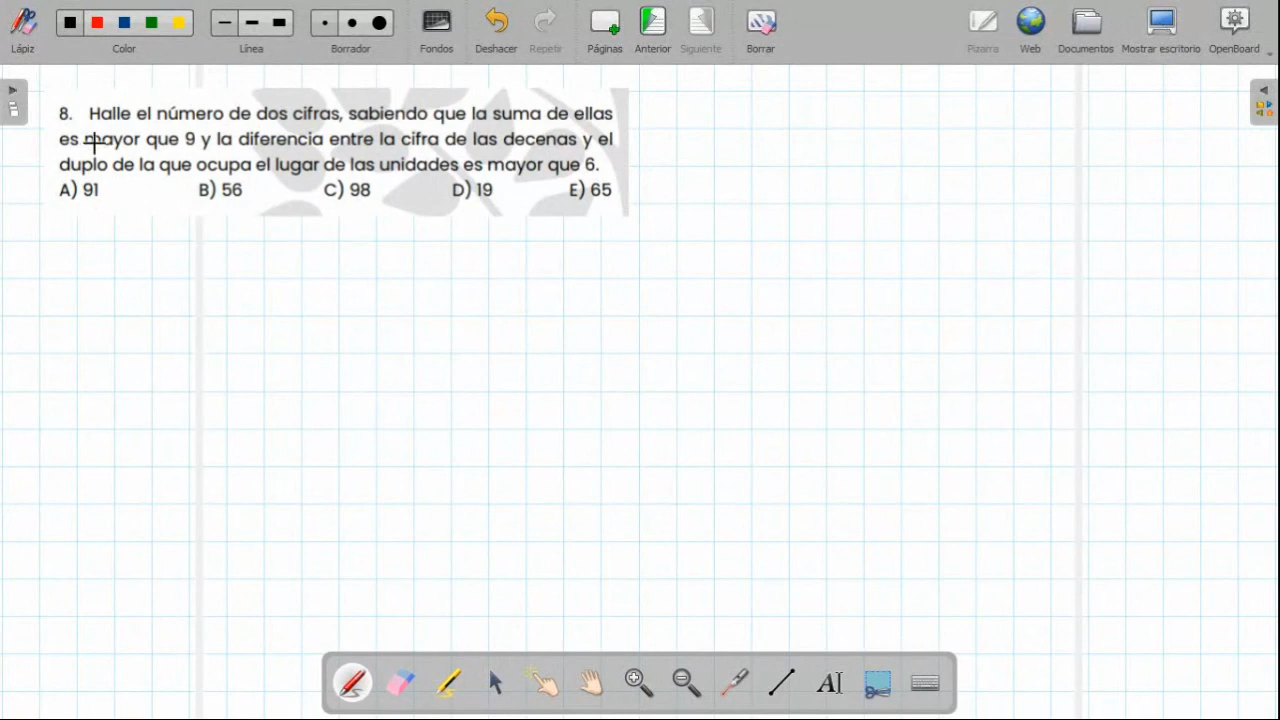 Lápiz
Color
Línea
Borrador
Fondos
Deshacer
Repetir
Páginas
Anterior
Siguiente
Borrar
Pizarra
Web
Documentos
Mostrar escritorio
OpenBoard
8. Halle el número de dos cifras, sabiendo que la suma de ellas
es mayor que 9 y la diferencia entre la cifra de las decenas y el
duplo de la que ocupa el lugar de las unidades es mayor que 6.
A) 91 B) 56 C) 98 D) 19 E) 65